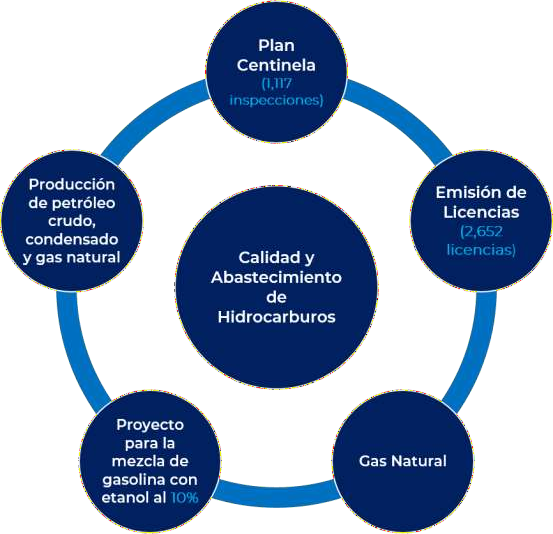 Plan
Centinela
(1,117
inspecciones)
Emisión de
Licencias
(2,652
licencias)
Gas Natural
Proyecto
para la
mezcla de
gasolina con
etanol al 10%
Producción
de petróleo
crudo,
condensado
y gas natural
Calidad y
Abastecimiento
de
Hidrocarburos